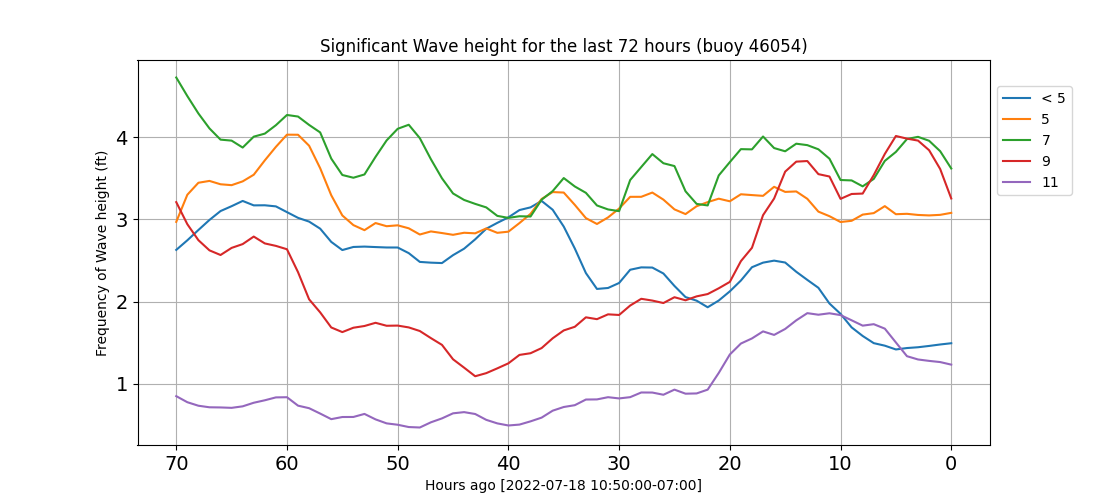 Significant Wave height for the last 72 hours (buoy 46054)
Frequency of Wave height (ft)
4
3
2
1
70 60 50 40 30 20 10 0
Hours ago [2022-07-18 10:50:00-07:00]
< 5
5
7
9
11